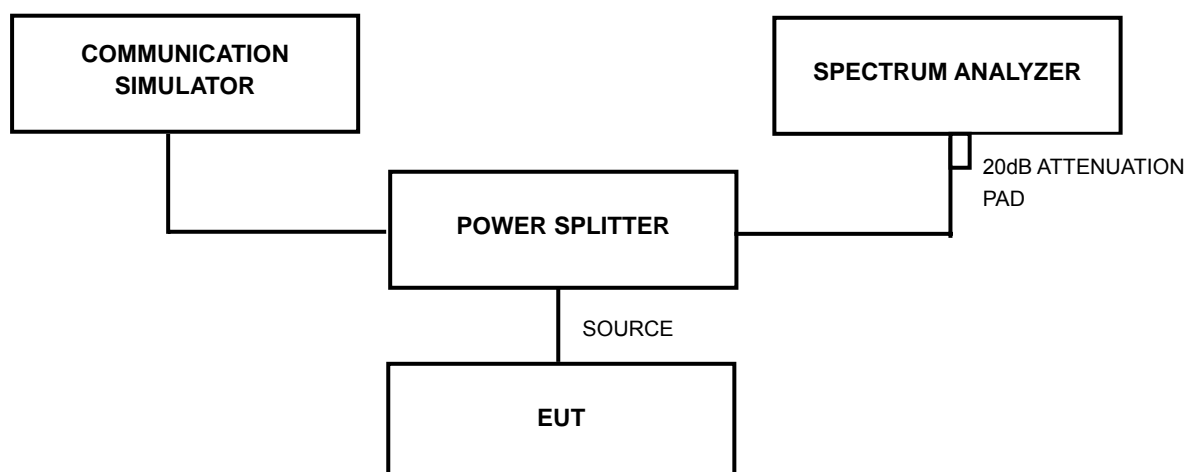 COMMUNICATION
SIMULATOR
SPECTRUM ANALYZER
20dB ATTENUATION
PAD
POWER SPLITTER
SOURCE
EUT